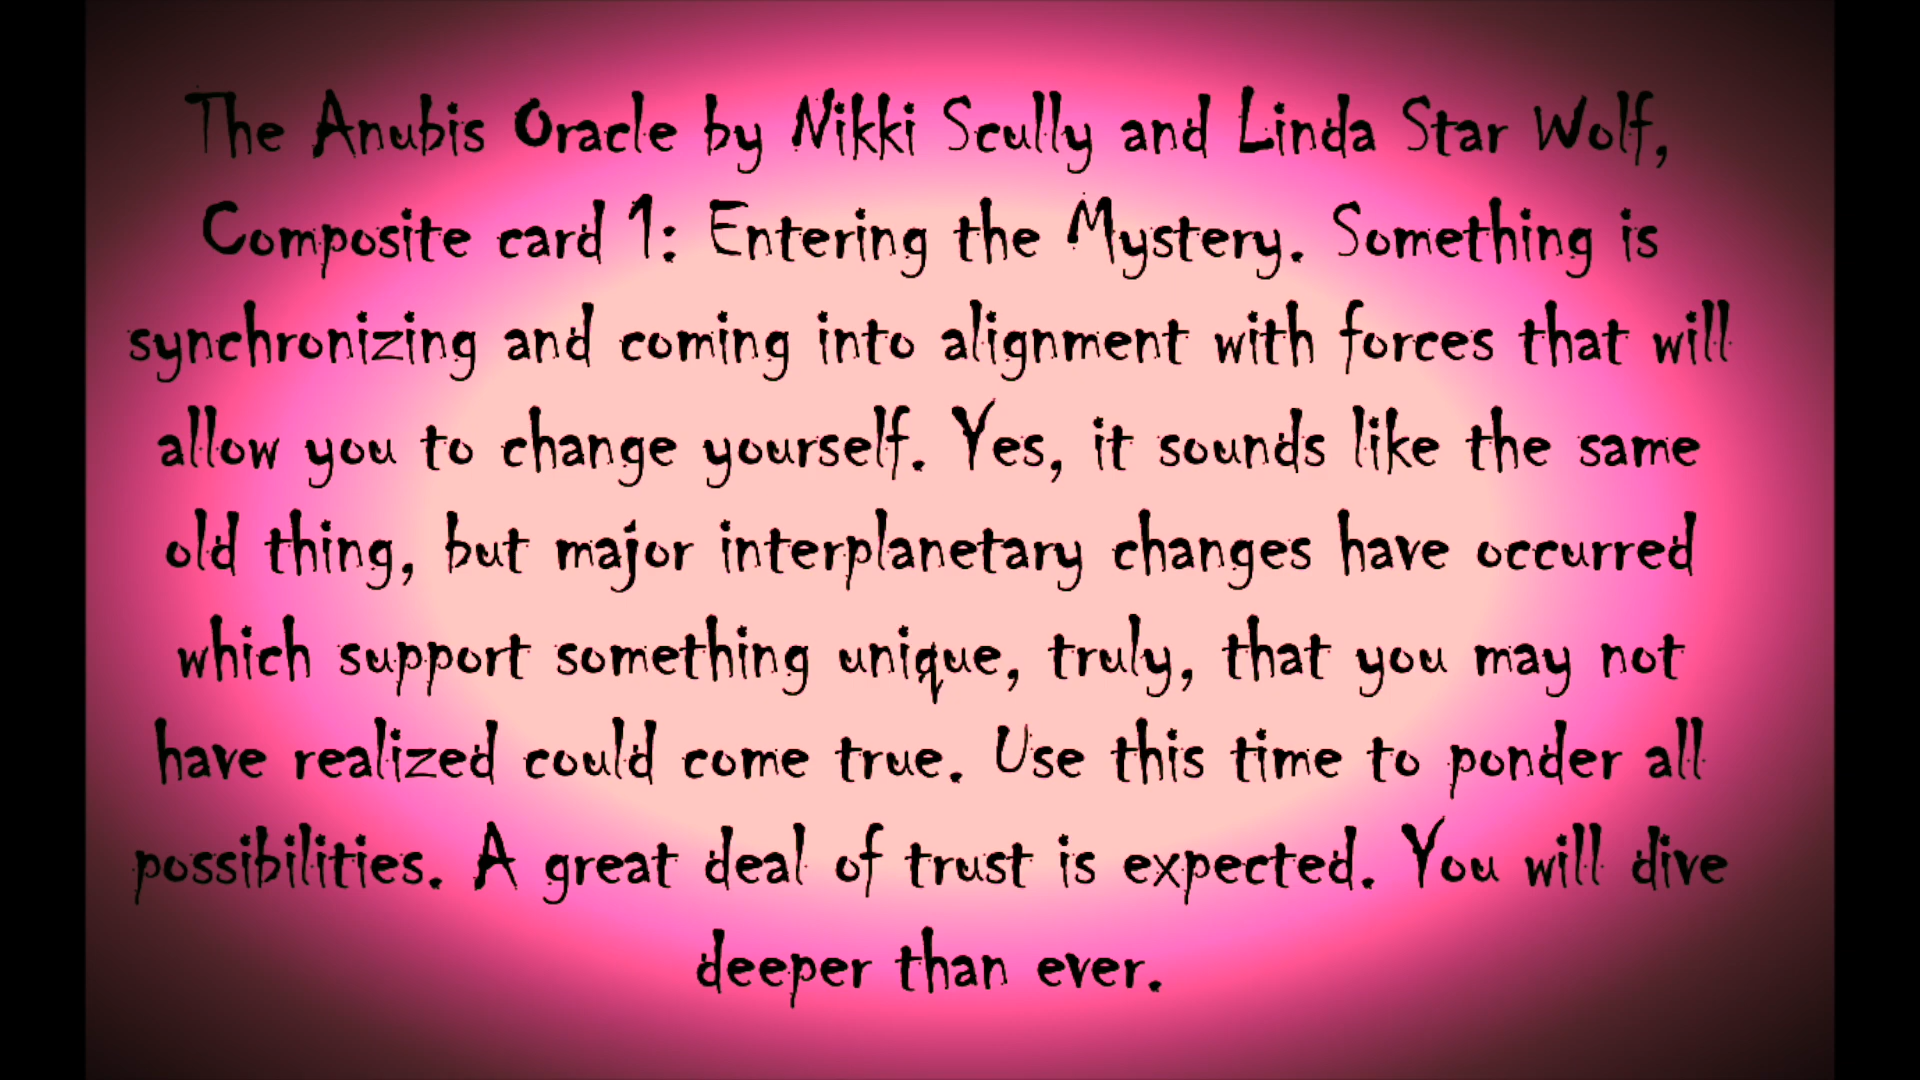 The Anubis Oracle by Nikki Scully and Linda Star Wolf,
Composite card 1: Entering the Mystery. Something is
synchronizing and coming into alignment with forces that will
allow you to change yourself. Yes, it sounds like the same
old thing, but major interplanetary changes have occurred
which support something unique, truly, that you may not
have realized could come true. Use this time to ponder all
possibilities. A great deal of trust is expected. You will dive
deeper than ever.